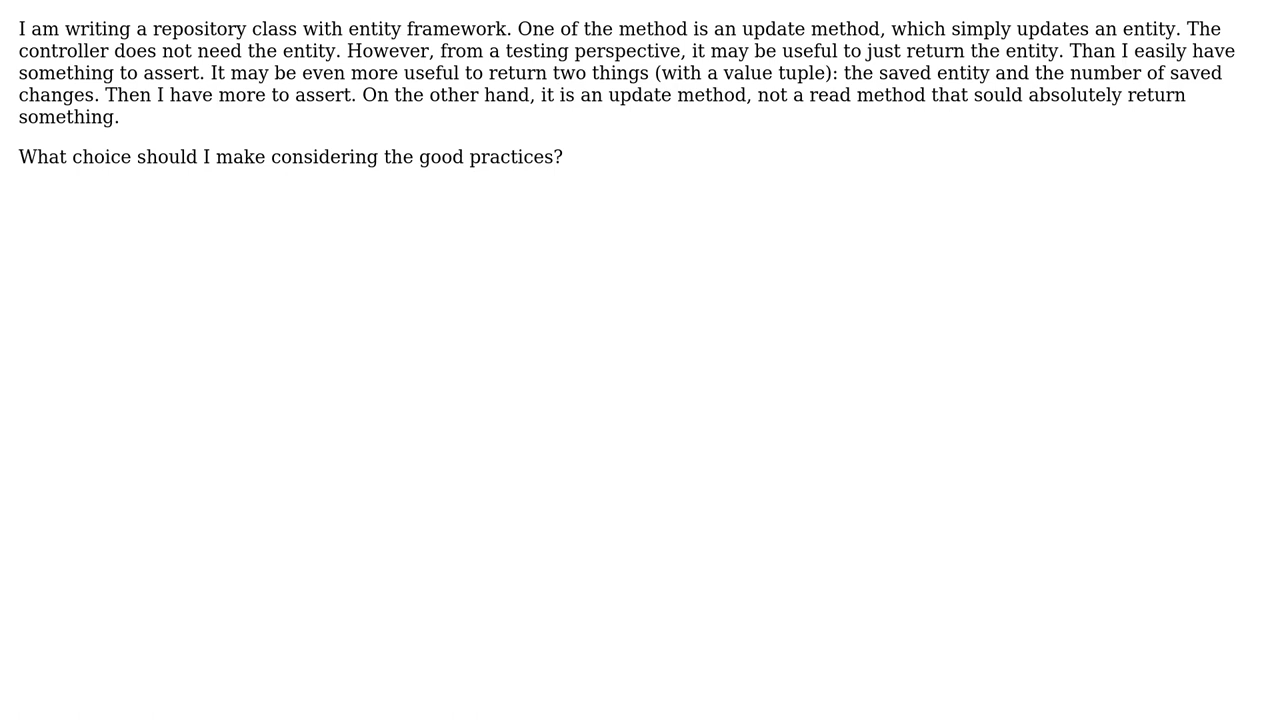 I am writing a repository class with entity framework. One of the method is an update method, which simply updates an entity. The
controller does not need the entity. However, from a testing perspective, it may be useful to just return the entity. Than I easily have
something to assert. It may be even more useful to return two things (with a value tuple): the saved entity and the number of saved
changes. Then I have more to assert. On the other hand, it is an update method, not a read method that sould absolutely return
something.
What choice should I make considering the good practices?